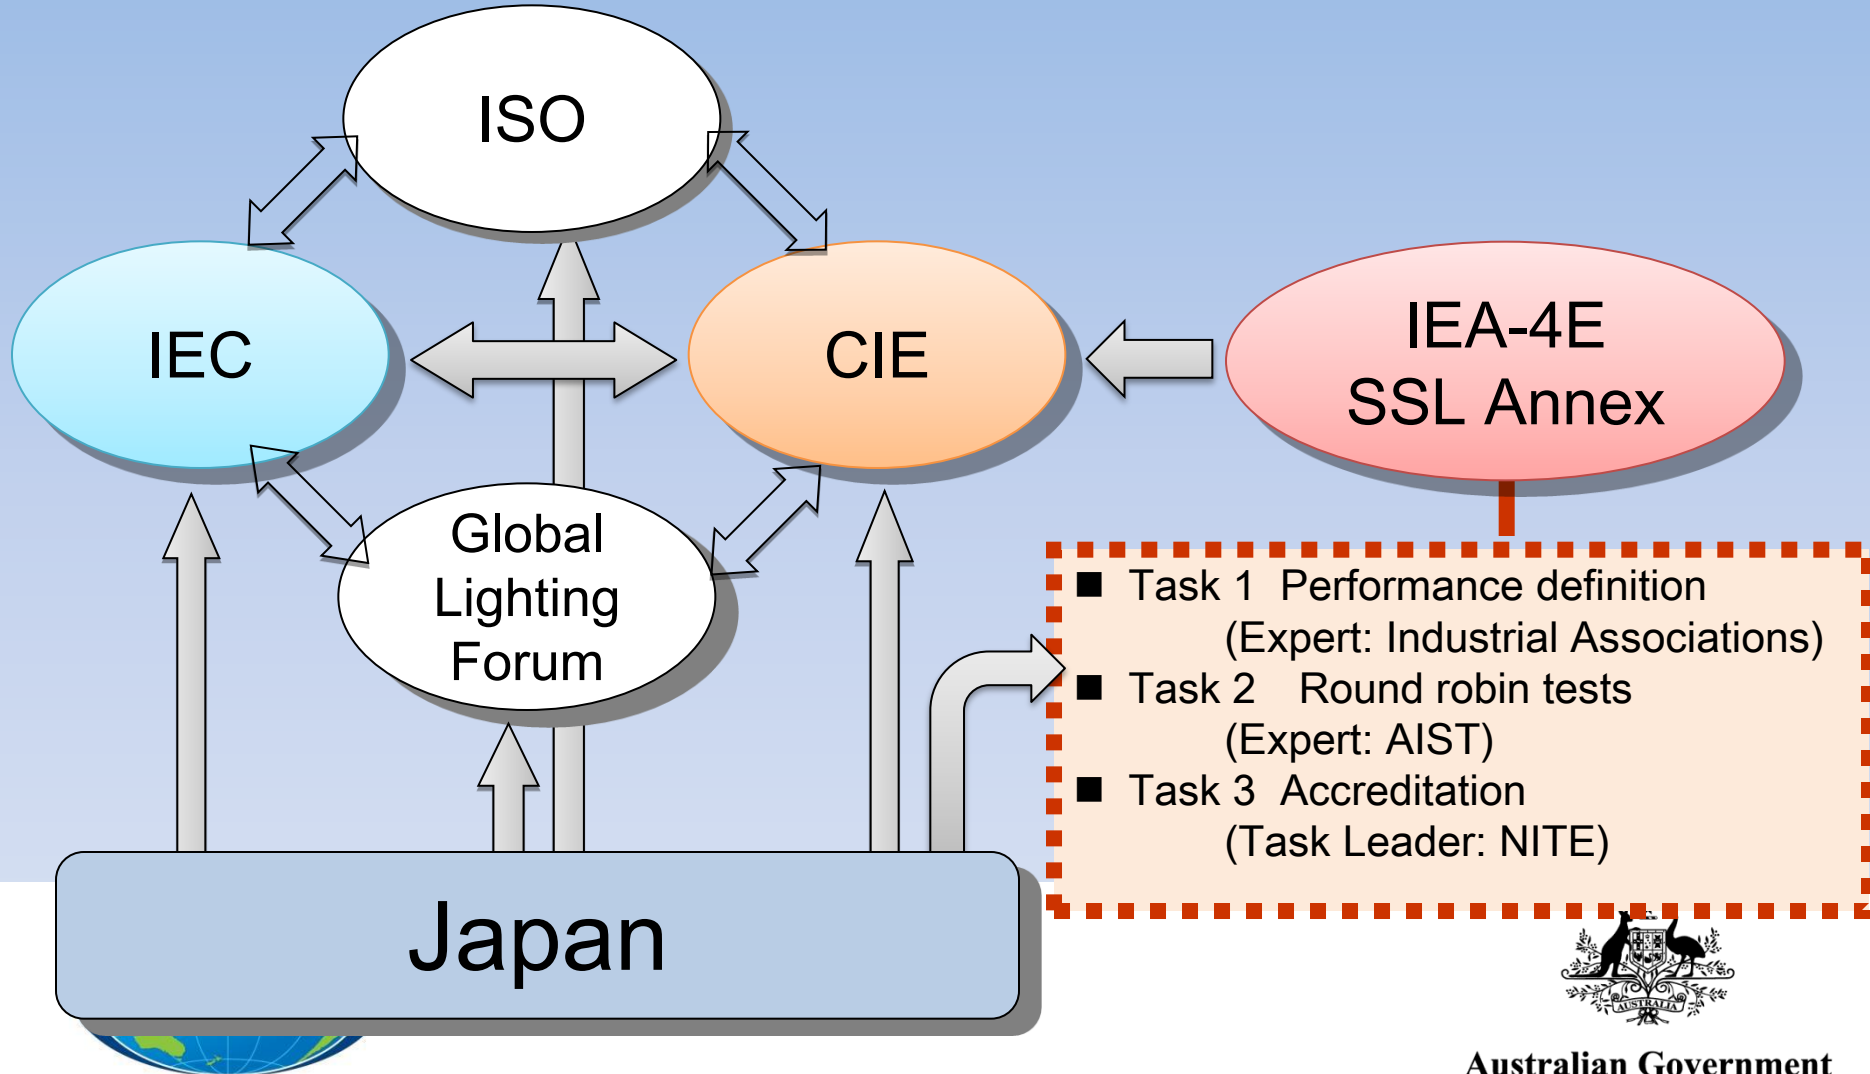 ISO
IEC
CIE
IEA-4E
SSL Annex
Global
Lighting
Forum
■ Task 1 Performance definition
(Expert: Industrial Associations)
■ Task 2 Round robin tests
(Expert: AIST)
■ Task 3 Accreditation
(Task Leader: NITE)
Japan
AUSTRALIA
Australian Government